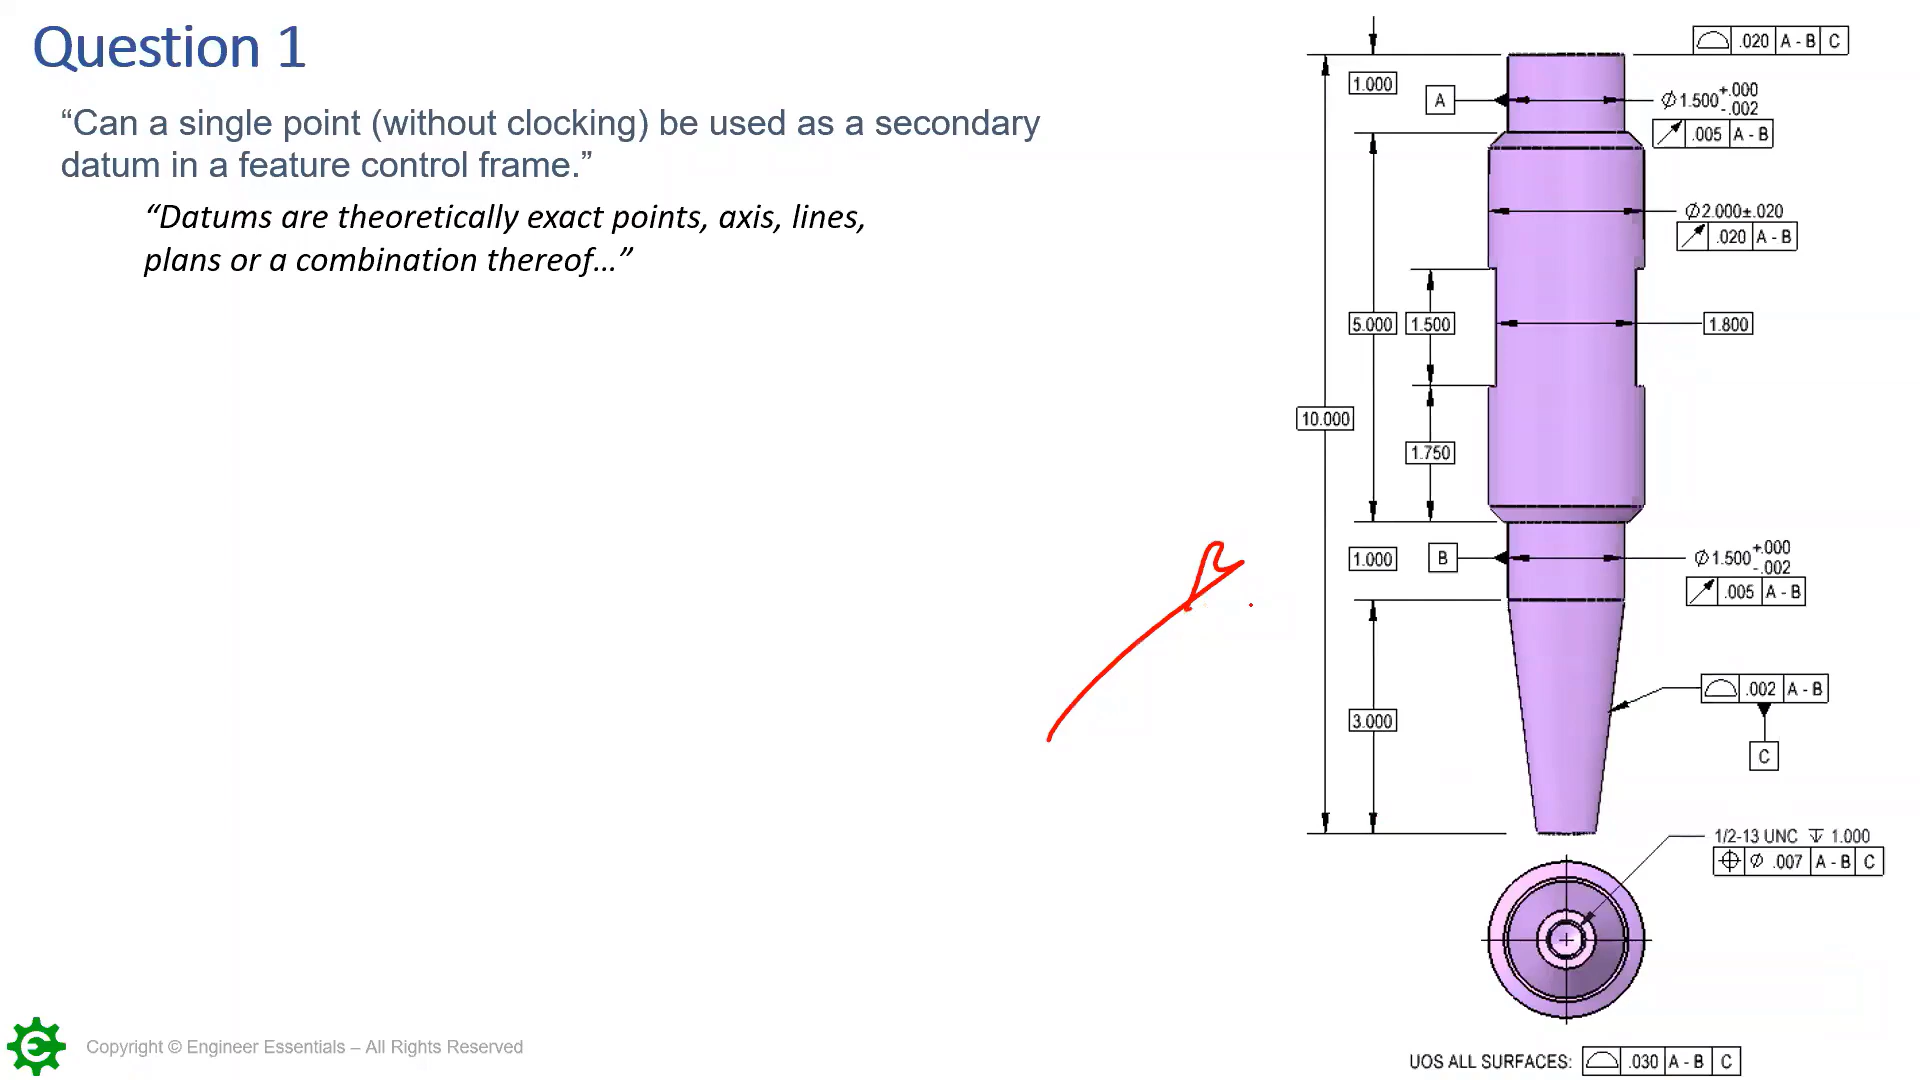 Question 1
“Can a single point (without clocking) be used as a secondary
datum in a feature control frame.”
“Datums are theoretically exact points, axis, lines,
plans or a combination thereof...”
.020 A - B C
1.000
A
⌀1.500 +.000
-.002
.005 A - B
⌀2.000±.020
.020 A - B
5.000
1.500
1.800
10.000
1.750
1.000
B
⌀1.500 +.000
-.002
.005 A - B
.002 A - B
3.000
C
1/2-13 UNC ↧ 1.000
⌖ ⌀ .007 A - B C
Copyright © Engineer Essentials – All Rights Reserved
UOS ALL SURFACES: ⌓ .030 A - B C